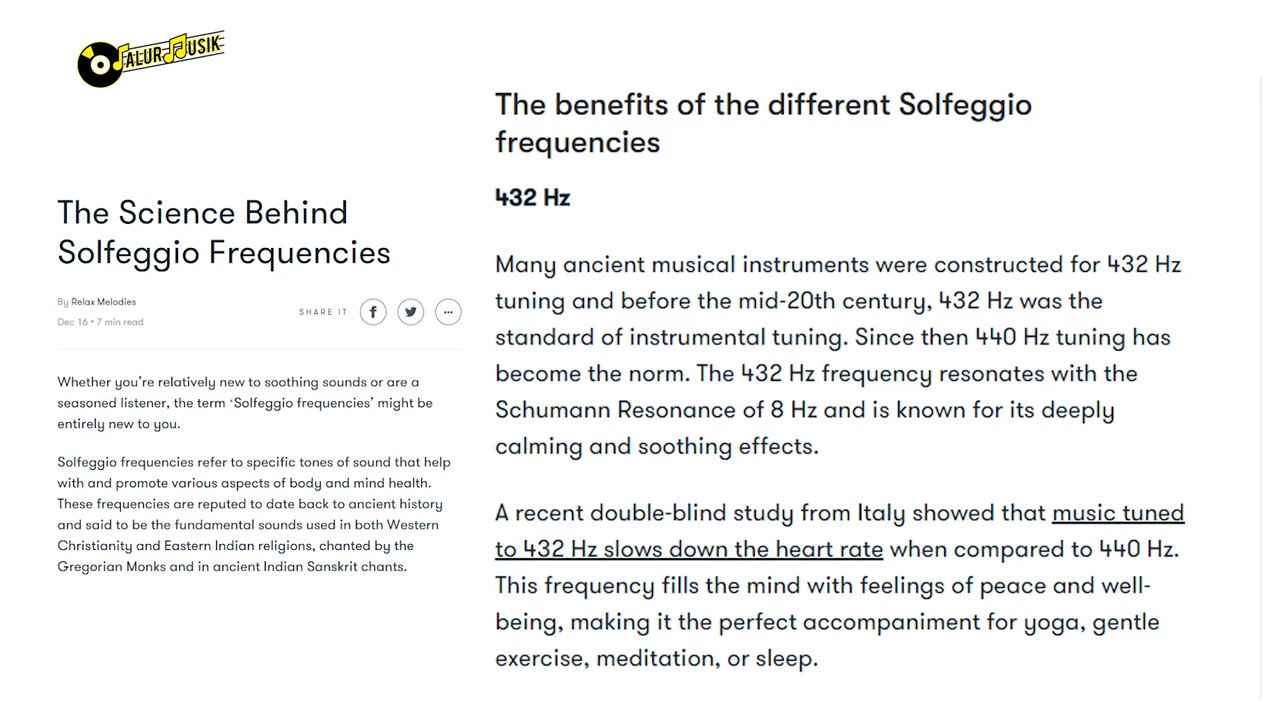 ALUR MUSIK
The Science Behind
Solfeggio Frequencies
By Relax Melodies
Dec 16 • 7 min read
SHARE IT
Whether you're relatively new to soothing sounds or are a
seasoned listener, the term ‘Solfeggio frequencies’ might be
entirely new to you.
Solfeggio frequencies refer to specific tones of sound that help
with and promote various aspects of body and mind health.
These frequencies are reputed to date back to ancient history
and said to be the fundamental sounds used in both Western
Christianity and Eastern Indian religions, chanted by the
Gregorian Monks and in ancient Indian Sanskrit chants.
The benefits of the different Solfeggio
frequencies
432 Hz
Many ancient musical instruments were constructed for 432 Hz
tuning and before the mid-20th century, 432 Hz was the
standard of instrumental tuning. Since then 440 Hz tuning has
become the norm. The 432 Hz frequency resonates with the
Schumann Resonance of 8 Hz and is known for its deeply
calming and soothing effects.
A recent double-blind study from Italy showed that music tuned
to 432 Hz slows down the heart rate when compared to 440 Hz.
This frequency fills the mind with feelings of peace and well-
being, making it the perfect accompaniment for yoga, gentle
exercise, meditation, or sleep.